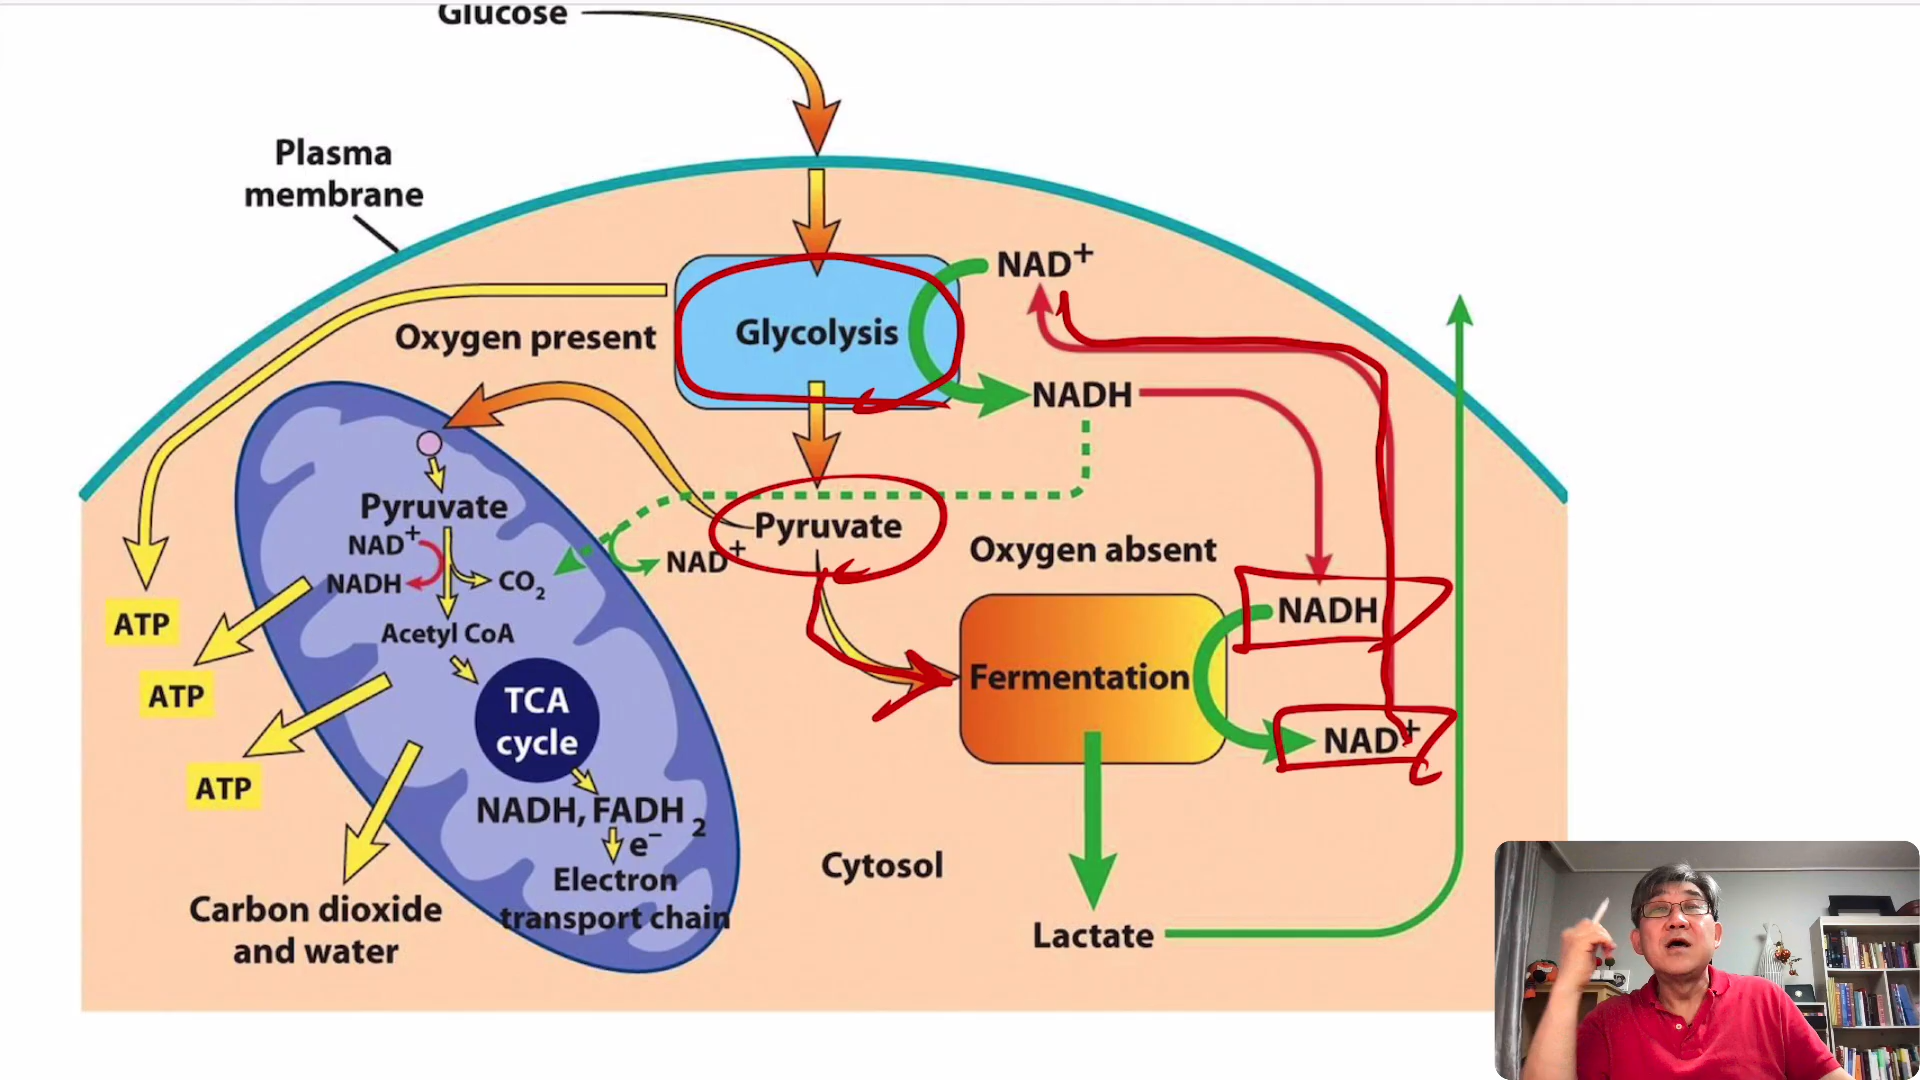 Glucose
Plasma
membrane
NAD+
Glycolysis
Oxygen present
NADH
Pyruvate
Pyruvate
NAD+
NADH
CO2
NAD+
Oxygen absent
ATP
Acetyl CoA
NADH
Fermentation
ATP
TCA
cycle
NAD+
ATP
NADH, FADH2
e−
Cytosol
Electron
transport chain
Carbon dioxide
and water
Lactate